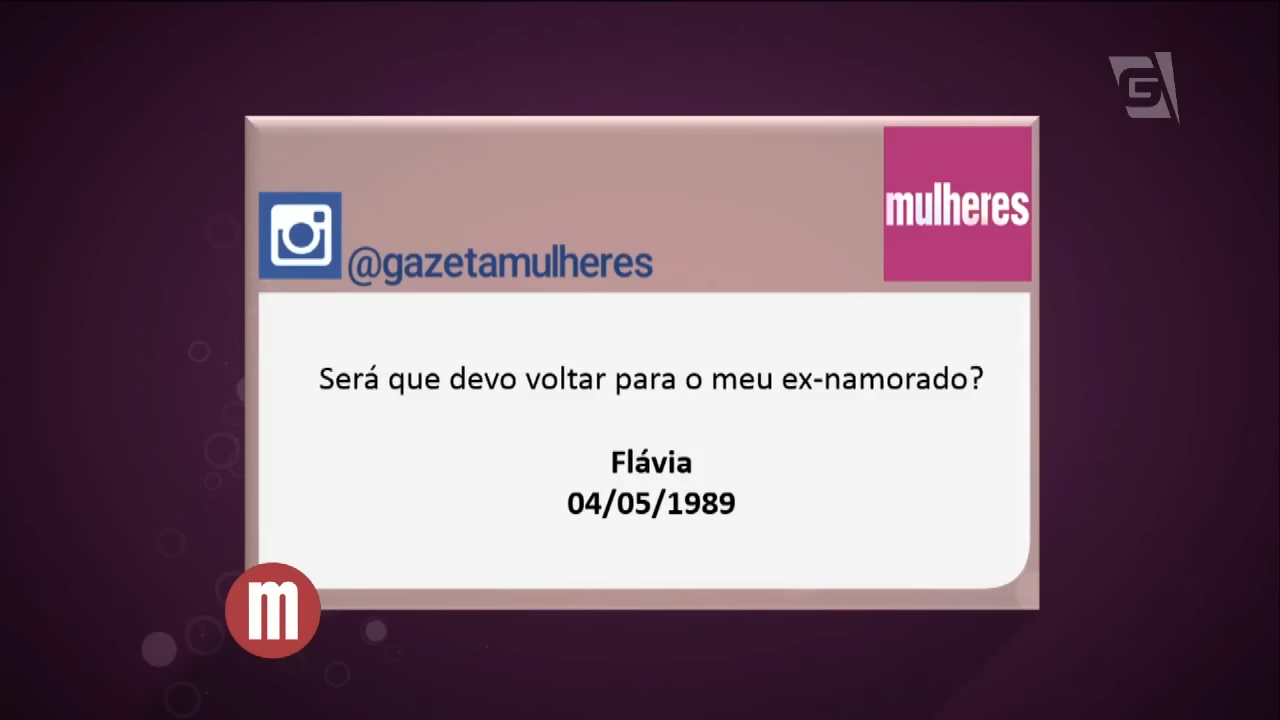 G
mulheres
@gazetamulheres
Será que devo voltar para o meu ex-namorado?
Flávia
04/05/1989
m